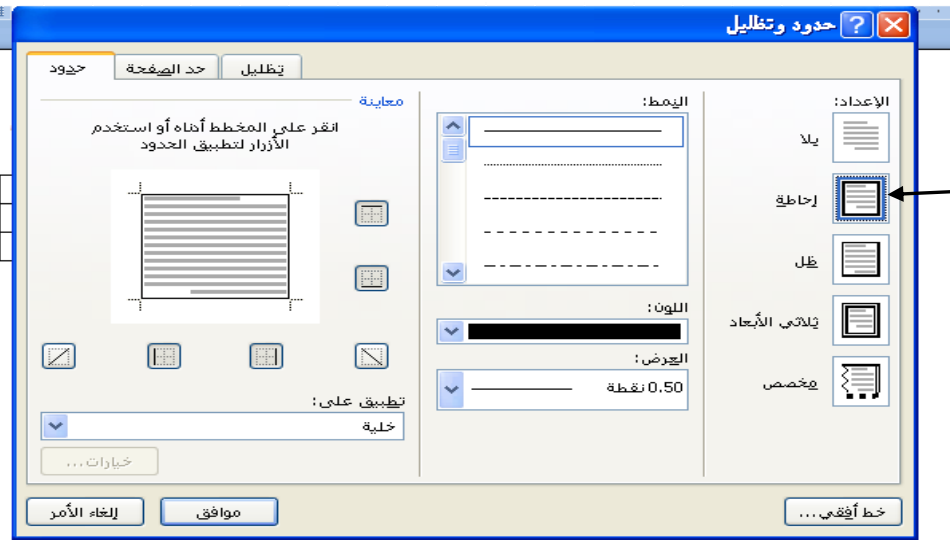 حدود وتظليل
حدود
حد الصفحة
تظليل
الإعداد:
بلا
إحاطة
ظل
ثلاثي الأبعاد
مخصص
النمط:
اللون:
العرض:
0.50 نقطة
معاينة
انقر على المخطط أدناه أو استخدم
الأزرار لتطبيق الحدود
تطبيق على:
خلية
خيارات...
خط أفقي...
موافق
إلغاء الأمر